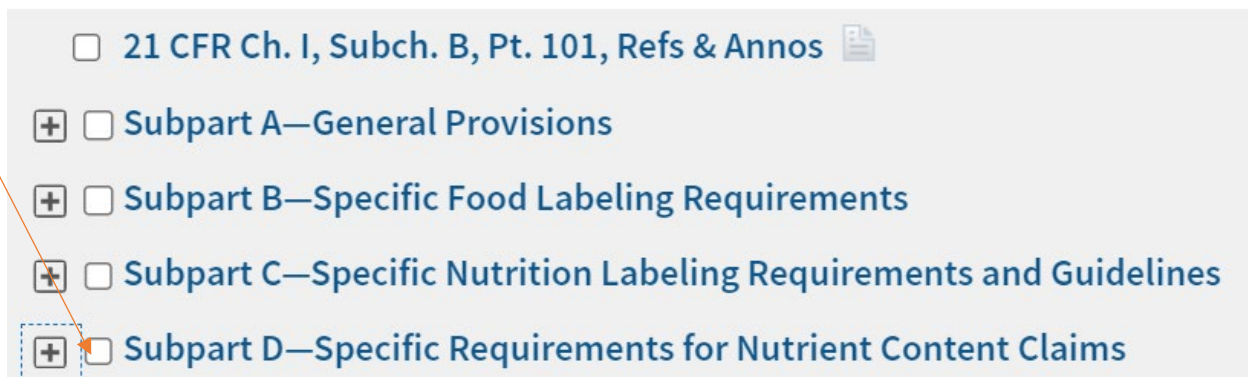 21 CFR Ch. I, Subch. B, Pt. 101, Refs & Annos
Subpart A—General Provisions
Subpart B—Specific Food Labeling Requirements
Subpart C—Specific Nutrition Labeling Requirements and Guidelines
Subpart D—Specific Requirements for Nutrient Content Claims